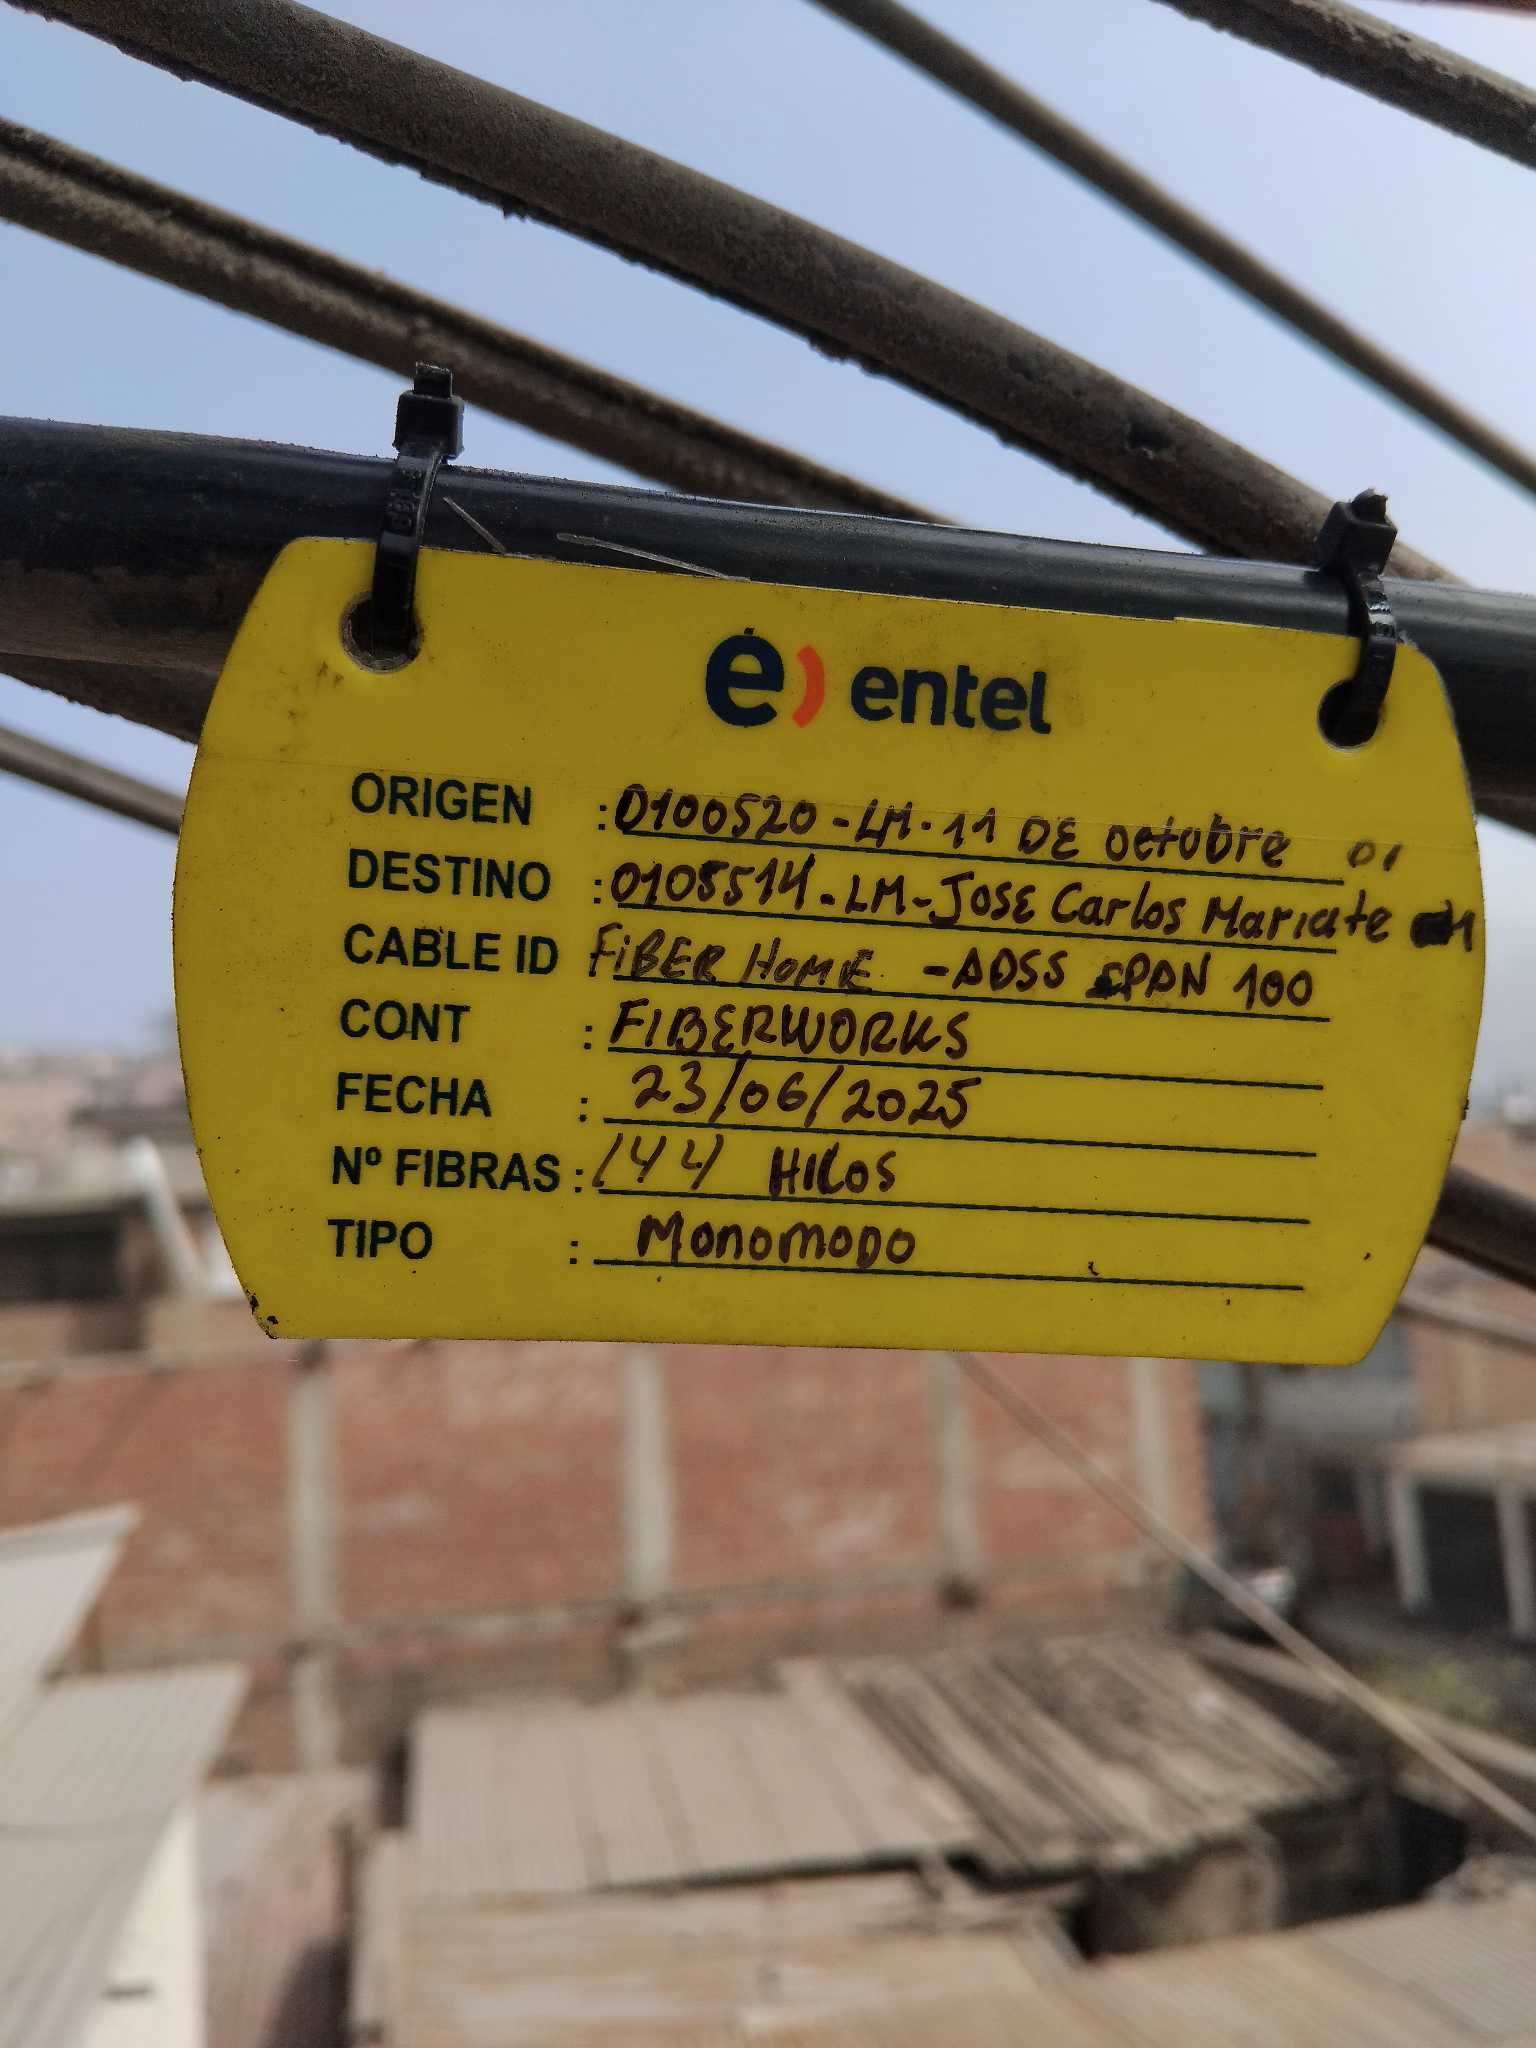 é) entel
ORIGEN : 0100520-LM-11 DE octubre 01
DESTINO : 0105514-LM-JOSE Carlos Mariate
CABLE ID FIBER HOME -ADSS SPAN 100
CONT : FIBERWORKS
FECHA : 23/06/2025
Nº FIBRAS : 144 HILOS
TIPO : MONOMODO